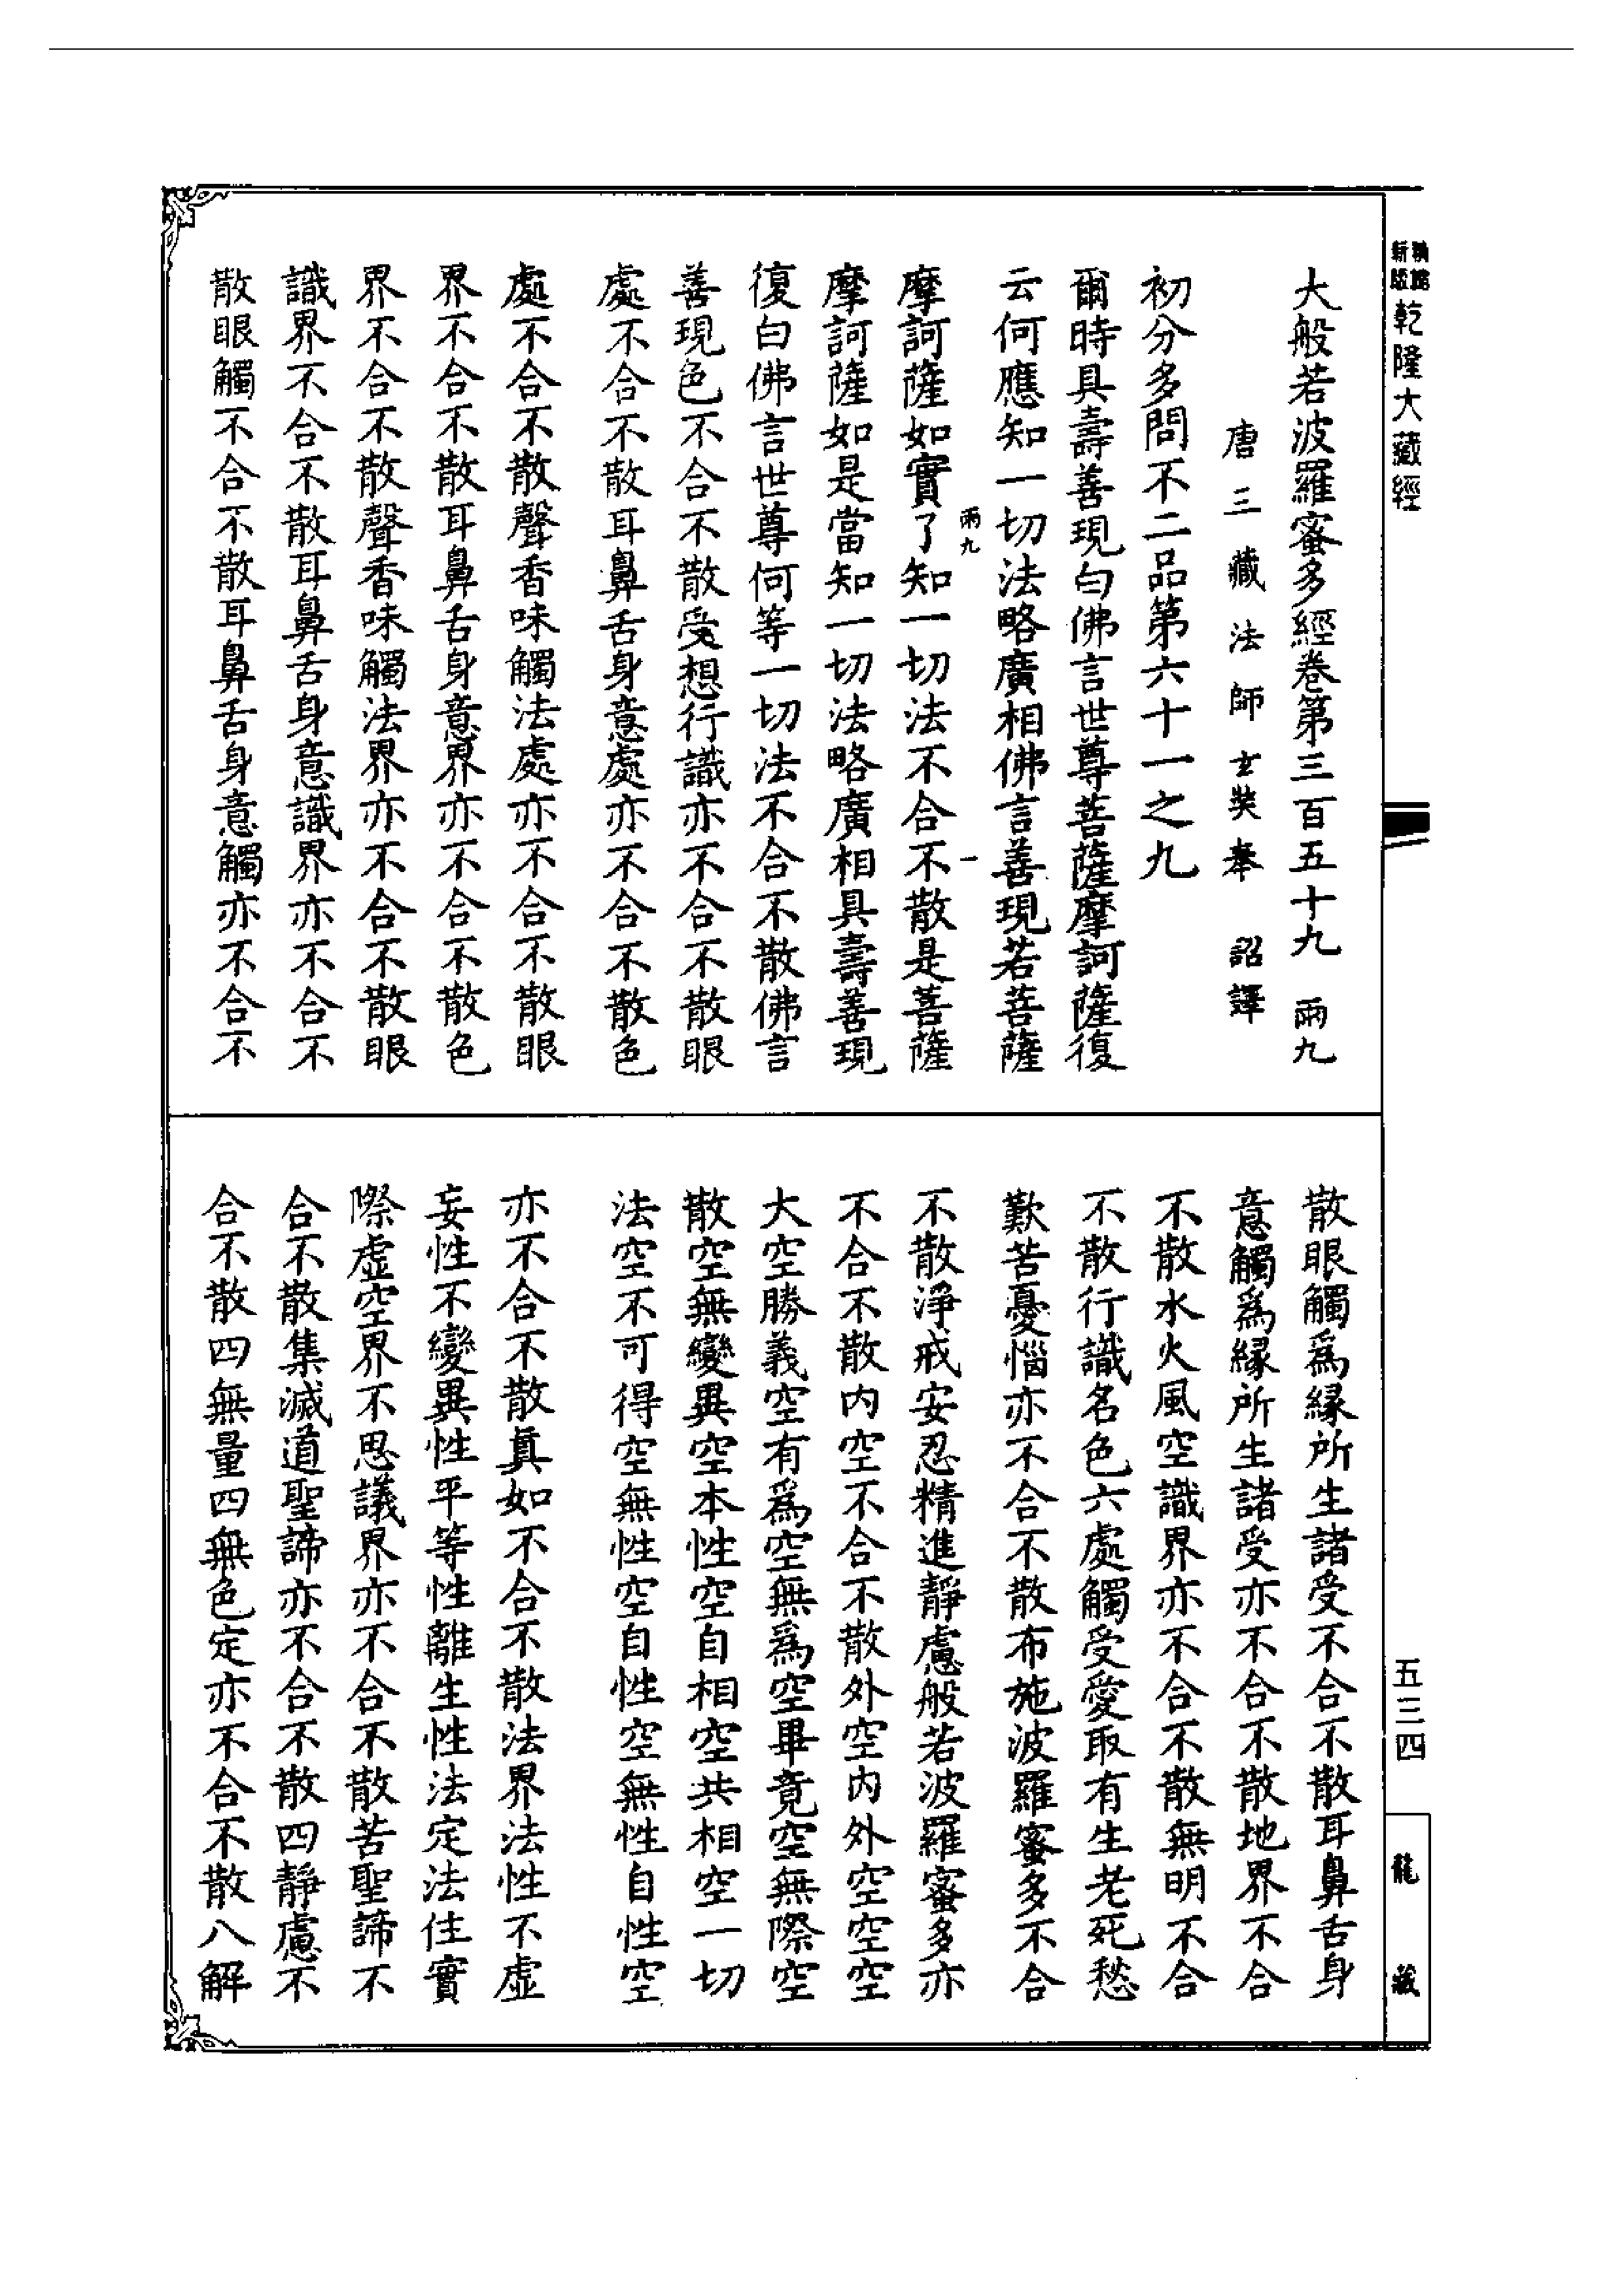 新版
乾隆大藏經
五三四
龍藏
大般若波羅蜜多經卷第三百五十九　兩九
唐三藏法師玄奘奉　詔譯
初分多問不二品第六十一之九
爾時具壽善現白佛言世尊菩薩摩訶薩復
云何應知一切法略廣相佛言善現若菩薩
兩九　一
摩訶薩如實了知一切法不合不散是菩薩
摩訶薩如是當知一切法略廣相具壽善現
復白佛言世尊何等一切法不合不散佛言
善現色不合不散受想行識亦不合不散眼
處不合不散耳鼻舌身意處亦不合不散色
處不合不散聲香味觸法處亦不合不散眼
界不合不散耳鼻舌身意界亦不合不散色
界不合不散聲香味觸法界亦不合不散眼
識界不合不散耳鼻舌身意識界亦不合不
散眼觸不合不散耳鼻舌身意觸亦不合不
散眼觸爲緣所生諸受不合不散耳鼻舌身
意觸爲緣所生諸受亦不合不散地界不合
不散水火風空識界亦不合不散無明不合
不散行識名色六處觸受愛取有生老死愁
歎苦憂惱亦不合不散布施波羅蜜多不合
不散淨戒安忍精進靜慮般若波羅蜜多亦
不合不散内空不合不散外空内外空空空
大空勝義空有爲空無爲空畢竟空無際空
散空無變異空本性空自相空共相空一切
法空不可得空無性空自性空無性自性空
亦不合不散眞如不合不散法界法性不虛
妄性不變異性平等性離生性法定法住實
際虛空界不思議界亦不合不散苦聖諦不
合不散集滅道聖諦亦不合不散四靜慮不
合不散四無量四無色定亦不合不散八解